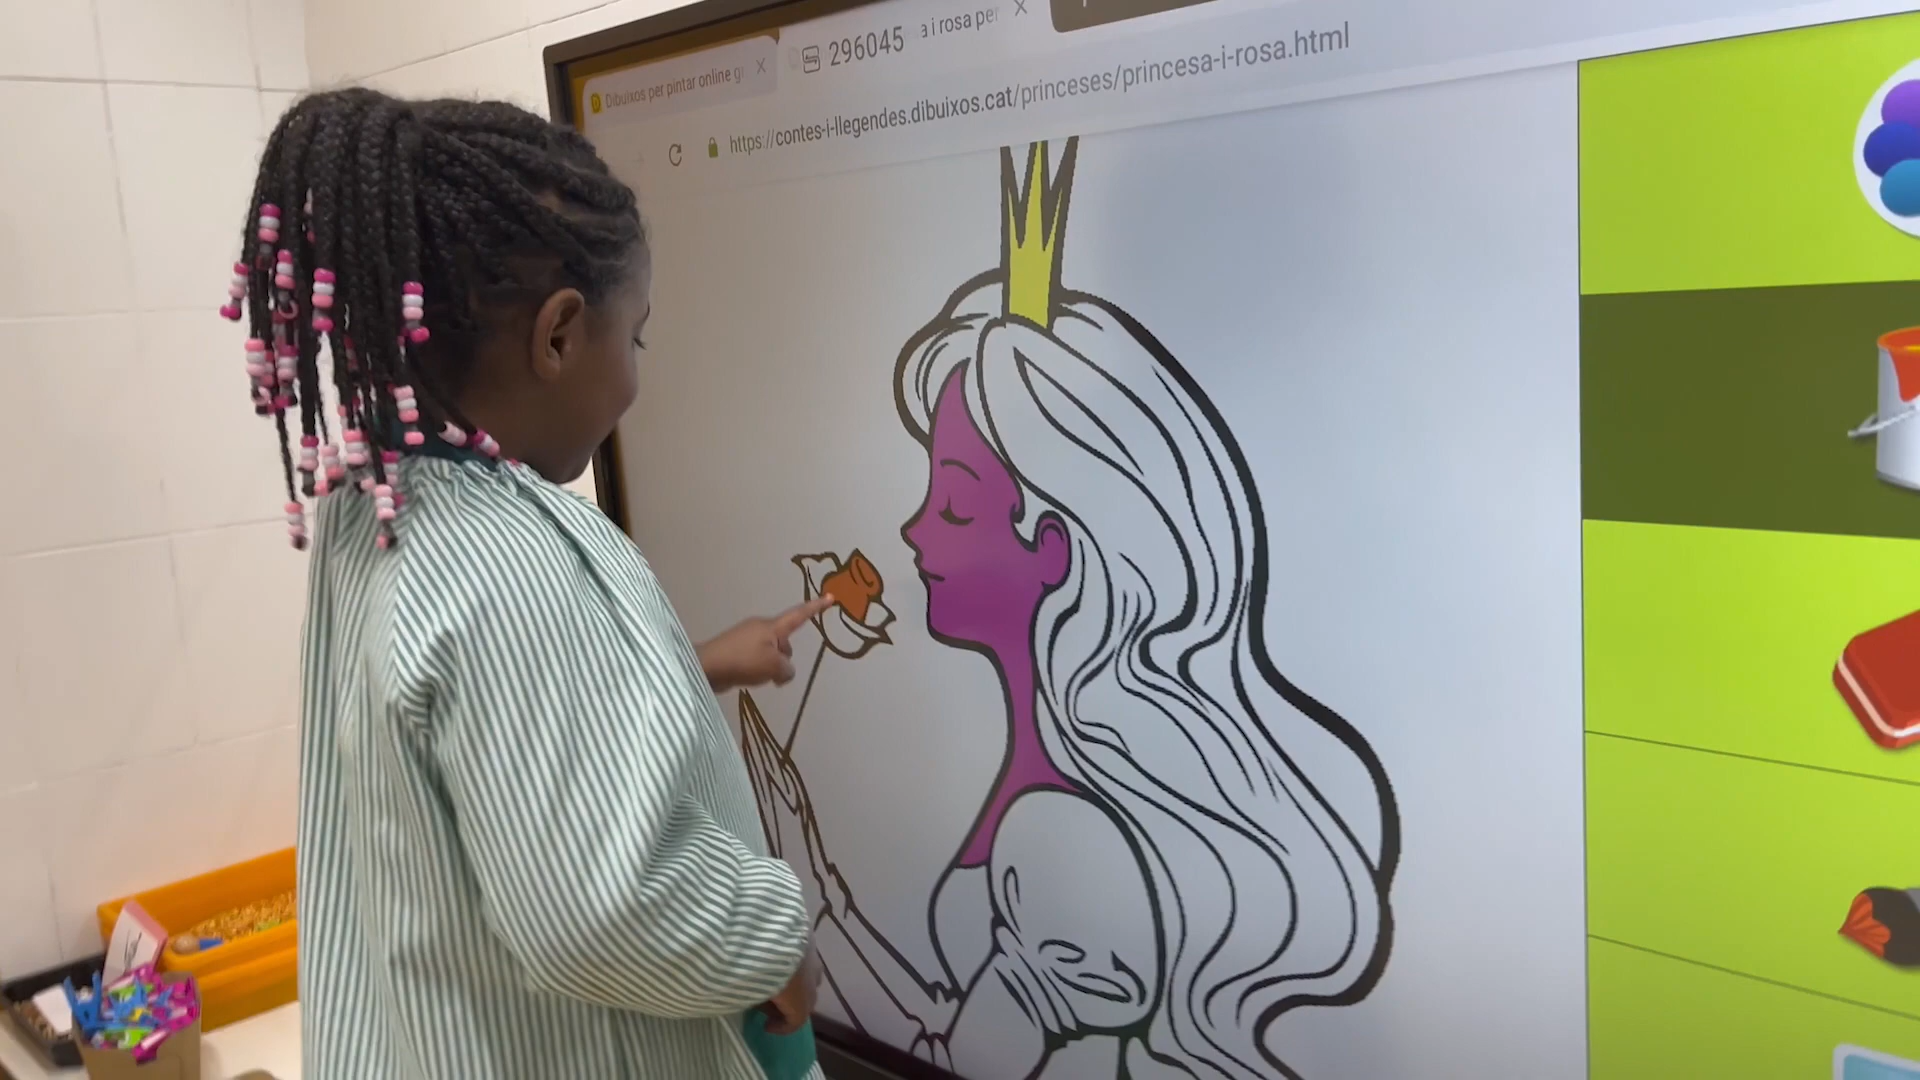 Dibuixos per pintar online g
296045
a i rosa per
https://contes-i-llegendes.dibuixos.cat/princeses/princesa-i-rosa.html